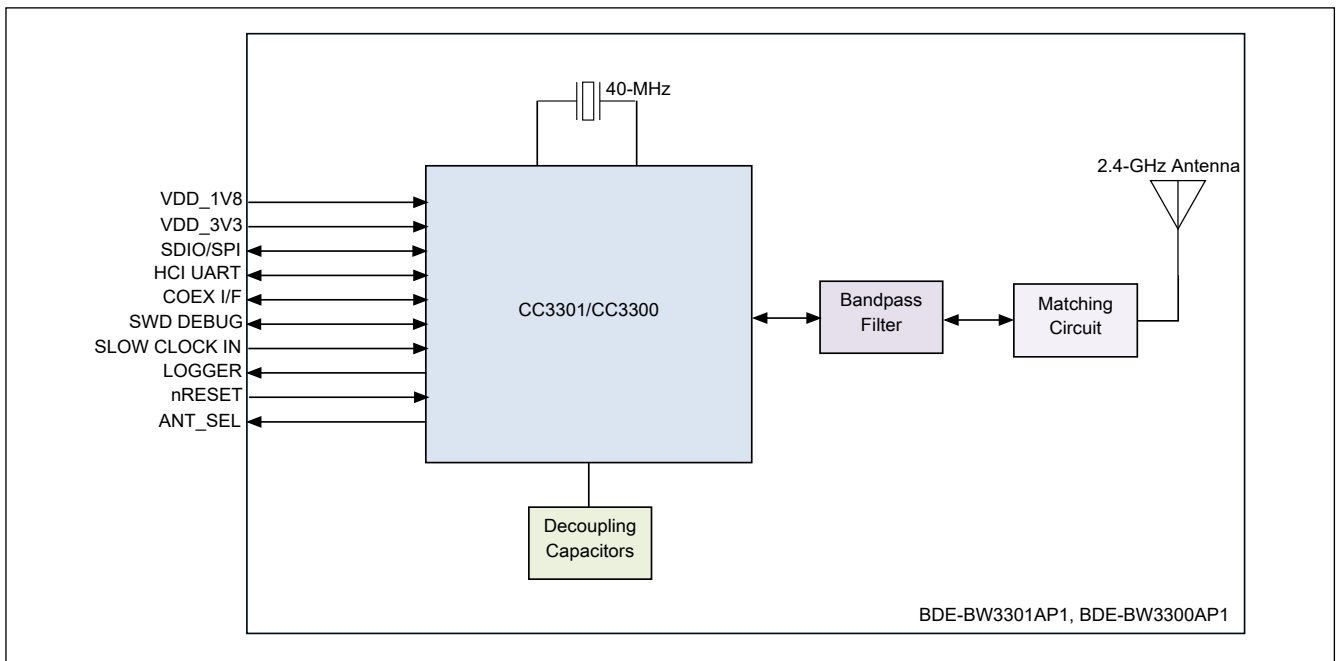 40-MHz
2.4-GHz Antenna
VDD_1V8
VDD_3V3
SDIO/SPI
HCI UART
COEX I/F
SWD DEBUG
SLOW CLOCK IN
LOGGER
nRESET
ANT_SEL
CC3301/CC3300
Bandpass
Filter
Matching
Circuit
Decoupling
Capacitors
BDE-BW3301AP1, BDE-BW3300AP1